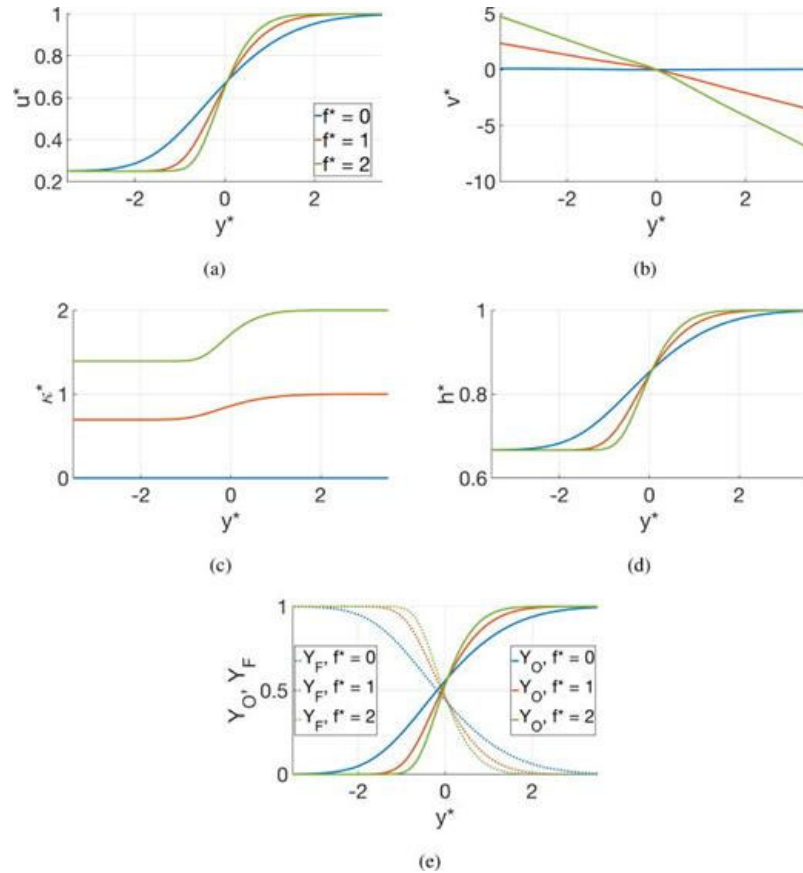 1
0.8
0.6
0.4
0.2
u*
f* = 0
f* = 1
f* = 2
-2
0
2
y*
(a)
5
0
-5
-10
v*
-2
0
2
y*
(b)
2
1
0
κ*
-2
0
2
y*
(c)
1
0.8
0.6
h*
-2
0
2
y*
(d)
1
0.5
0
Y_O, Y_F
Y_F, f* = 0
Y_F, f* = 1
Y_F, f* = 2
Y_O, f* = 0
Y_O, f* = 1
Y_O, f* = 2
-2
0
2
y*
(e)